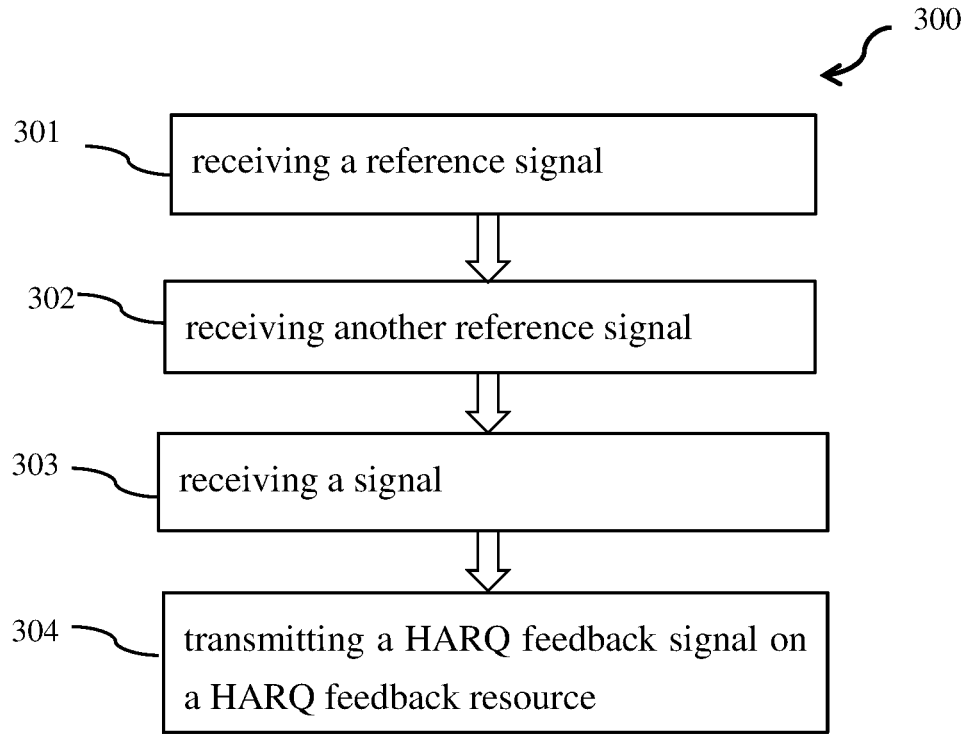 300
301
receiving a reference signal
302
receiving another reference signal
303
receiving a signal
304
transmitting a HARQ feedback signal on
a HARQ feedback resource